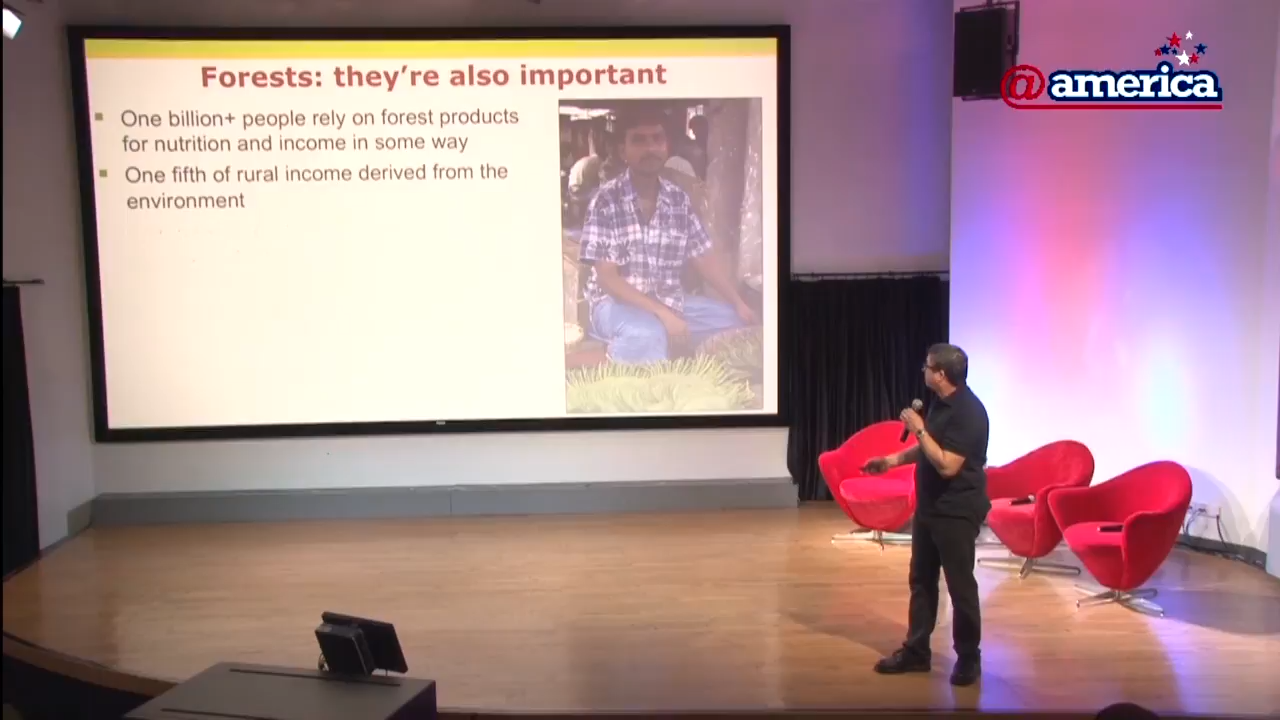 Forests: they're also important
One billion+ people rely on forest products
for nutrition and income in some way
One fifth of rural income derived from the
environment
@america